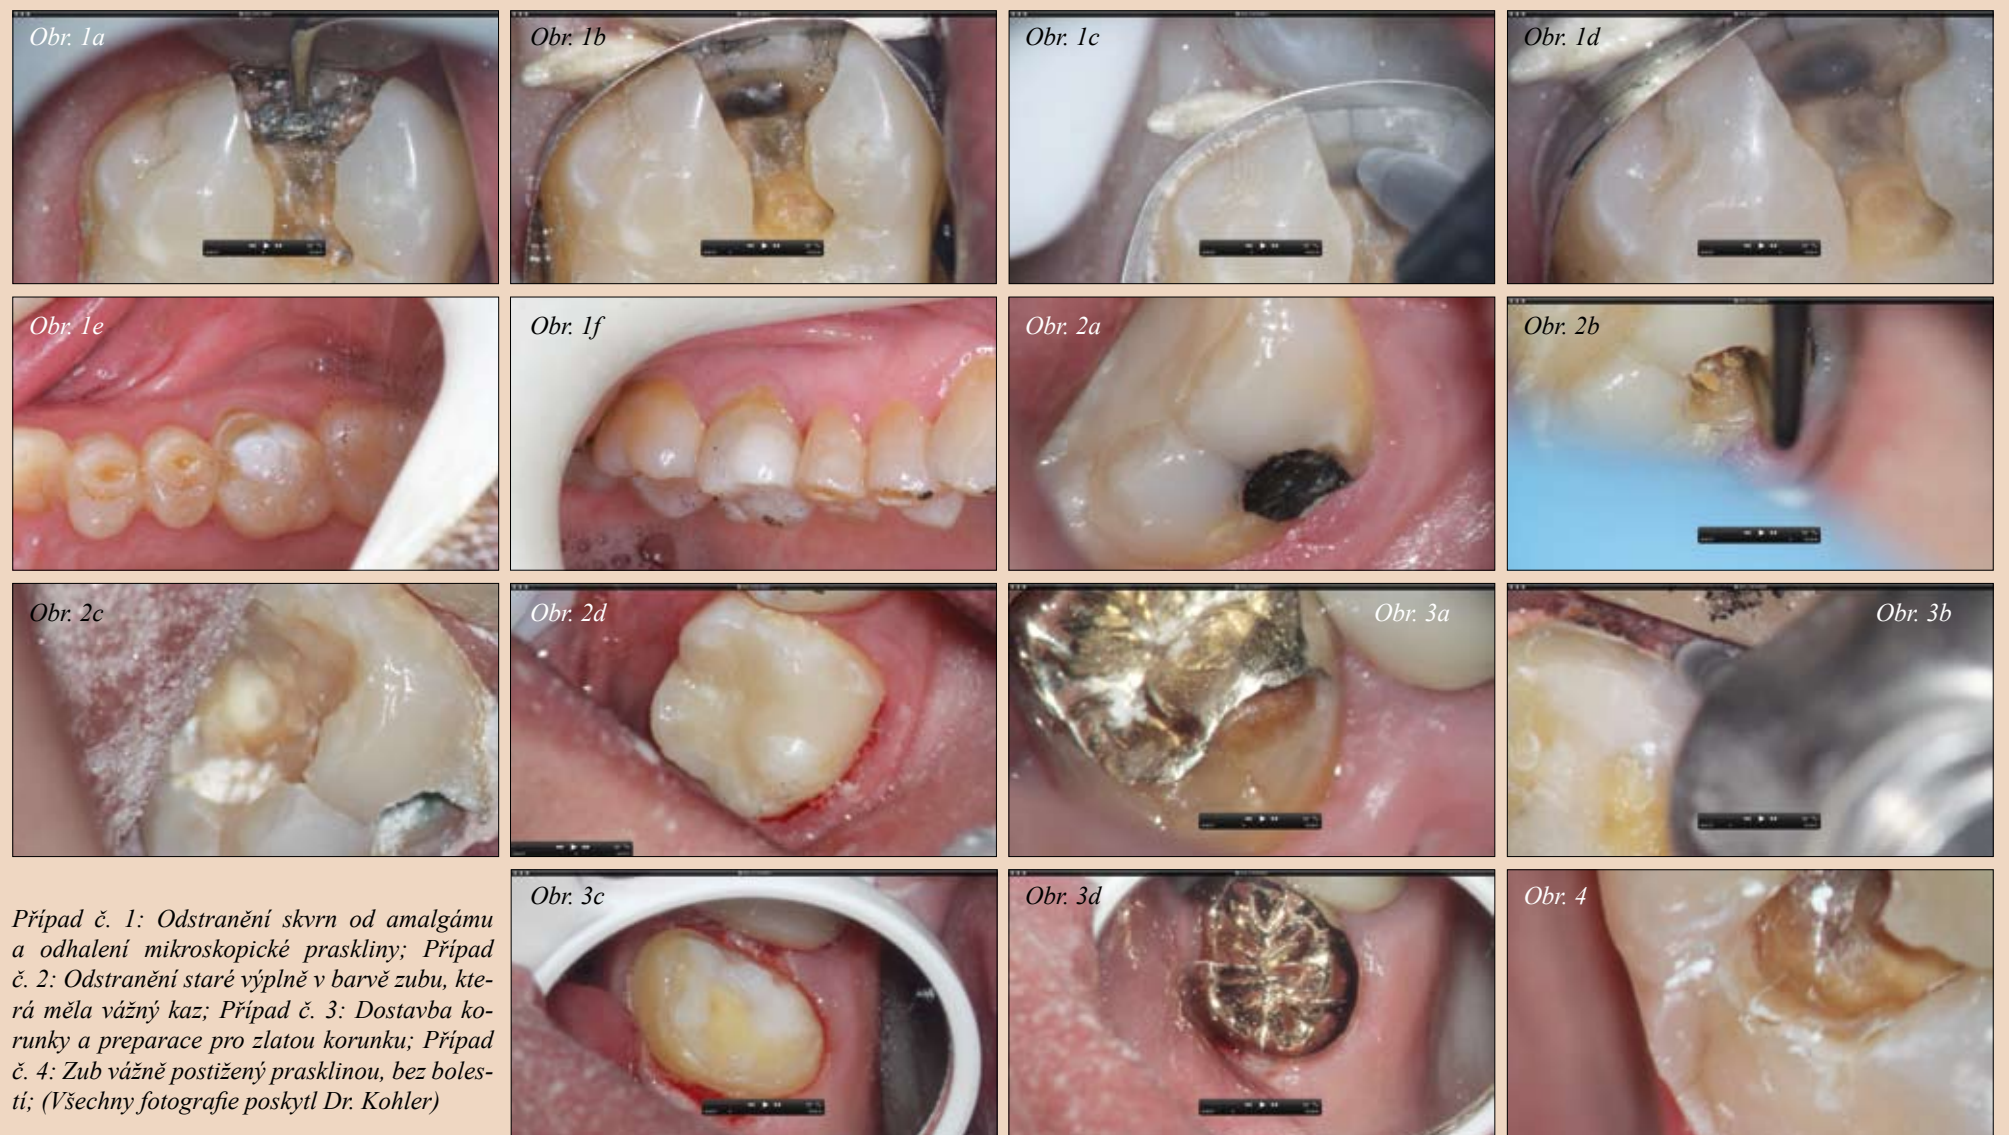 Obr. 1a
Obr. 1b
Obr. 1c
Obr. 1d
Obr. 1e
Obr. 1f
Obr. 2a
Obr. 2b
Obr. 2c
Obr. 2d
Obr. 3a
Obr. 3b
Obr. 3c
Obr. 3d
Obr. 4
Případ č. 1: Odstranění skvrn od amalgámu
a odhalení mikroskopické praskliny; Případ
č. 2: Odstranění staré výplně v barvě zubu, kte-
rá měla vážný kaz; Případ č. 3: Dostavba ko-
runky a preparace pro zlatou korunku; Případ
č. 4: Zub vážně postižený prasklinou, bez boles-
tí; (Všechny fotografie poskytl Dr. Kohler)